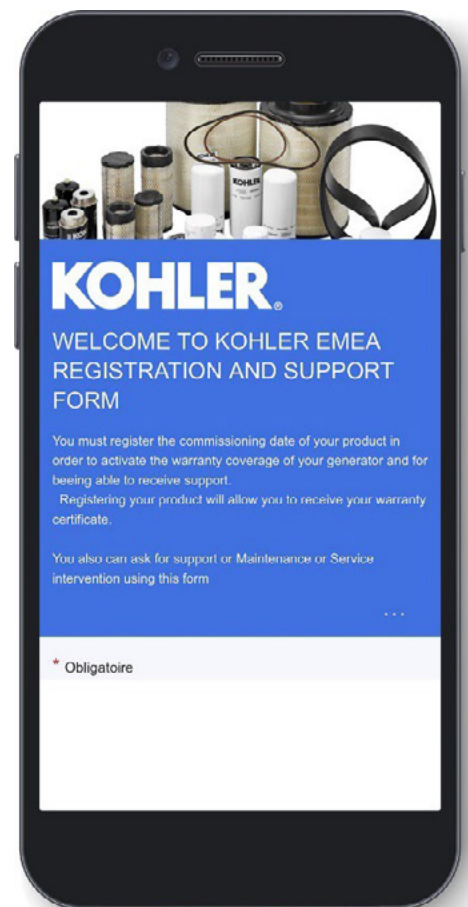 KOHLER
KOHLER®
WELCOME TO KOHLER EMEA
REGISTRATION AND SUPPORT
FORM
You must register the commissioning date of your product in
order to activate the warranty coverage of your generator and for
beeing able to receive support.
Registering your product will allow you to receive your warranty
certificate.
You also can ask for support or Maintenance or Service
intervention using this form
...
* Obligatoire